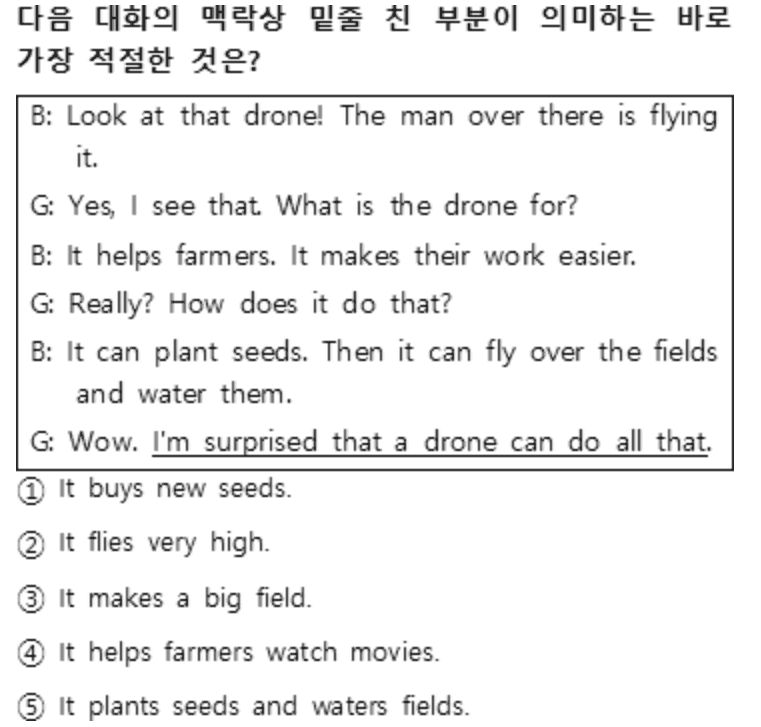 다음 대화의 맥락상 밑줄 친 부분이 의미하는 바로
가장 적절한 것은?
B: Look at that drone! The man over there is flying
it.
G: Yes, I see that. What is the drone for?
B: It helps farmers. It makes their work easier.
G: Really? How does it do that?
B: It can plant seeds. Then it can fly over the fields
and water them.
G: Wow. I'm surprised that a drone can do all that.
① It buys new seeds.
② It flies very high.
③ It makes a big field.
④ It helps farmers watch movies.
⑤ It plants seeds and waters fields.